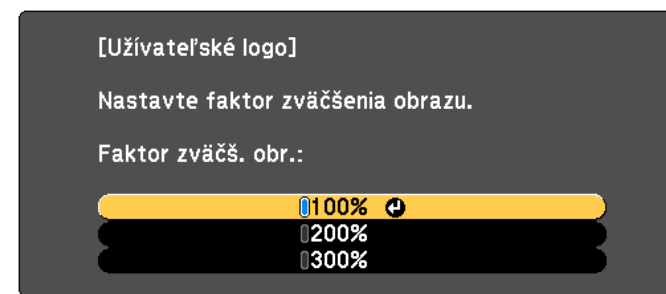 [Užívateľské logo]
Nastavte faktor zväčšenia obrazu.
Faktor zväčš. obr.:
100%
200%
300%